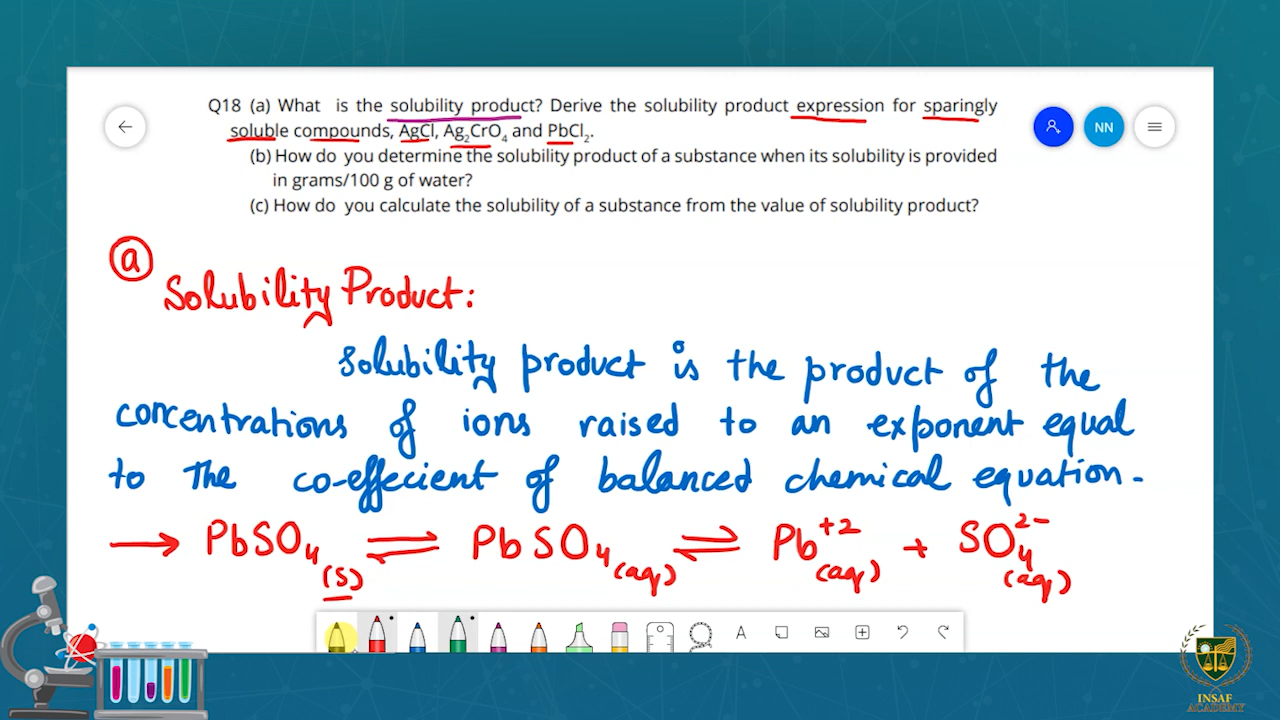 Q18 (a) What is the solubility product? Derive the solubility product expression for sparingly
soluble compounds, AgCl, Ag₂CrO₄ and PbCl₂.
(b) How do you determine the solubility product of a substance when its solubility is provided
in grams/100 g of water?
(c) How do you calculate the solubility of a substance from the value of solubility product?
NN
(a)
Solubility Product:
Solubility product is the product of the
concentrations of ions raised to an exponent equal
to the co-effecient of balanced chemical equation.
→ PbSO₄(s) ⇌ PbSO₄(aq) ⇌ Pb⁺²(aq) + SO₄²⁻(aq)
A
INSAF
ACADEMY